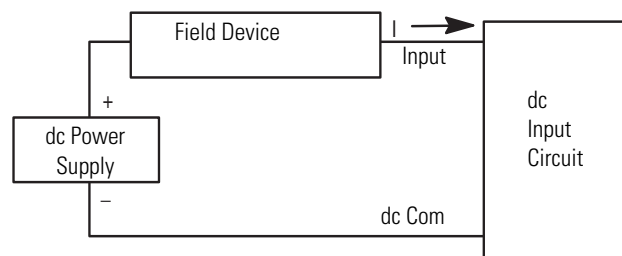 Field Device
I
Input
+
dc Power
Supply
–
dc
Input
Circuit
dc Com